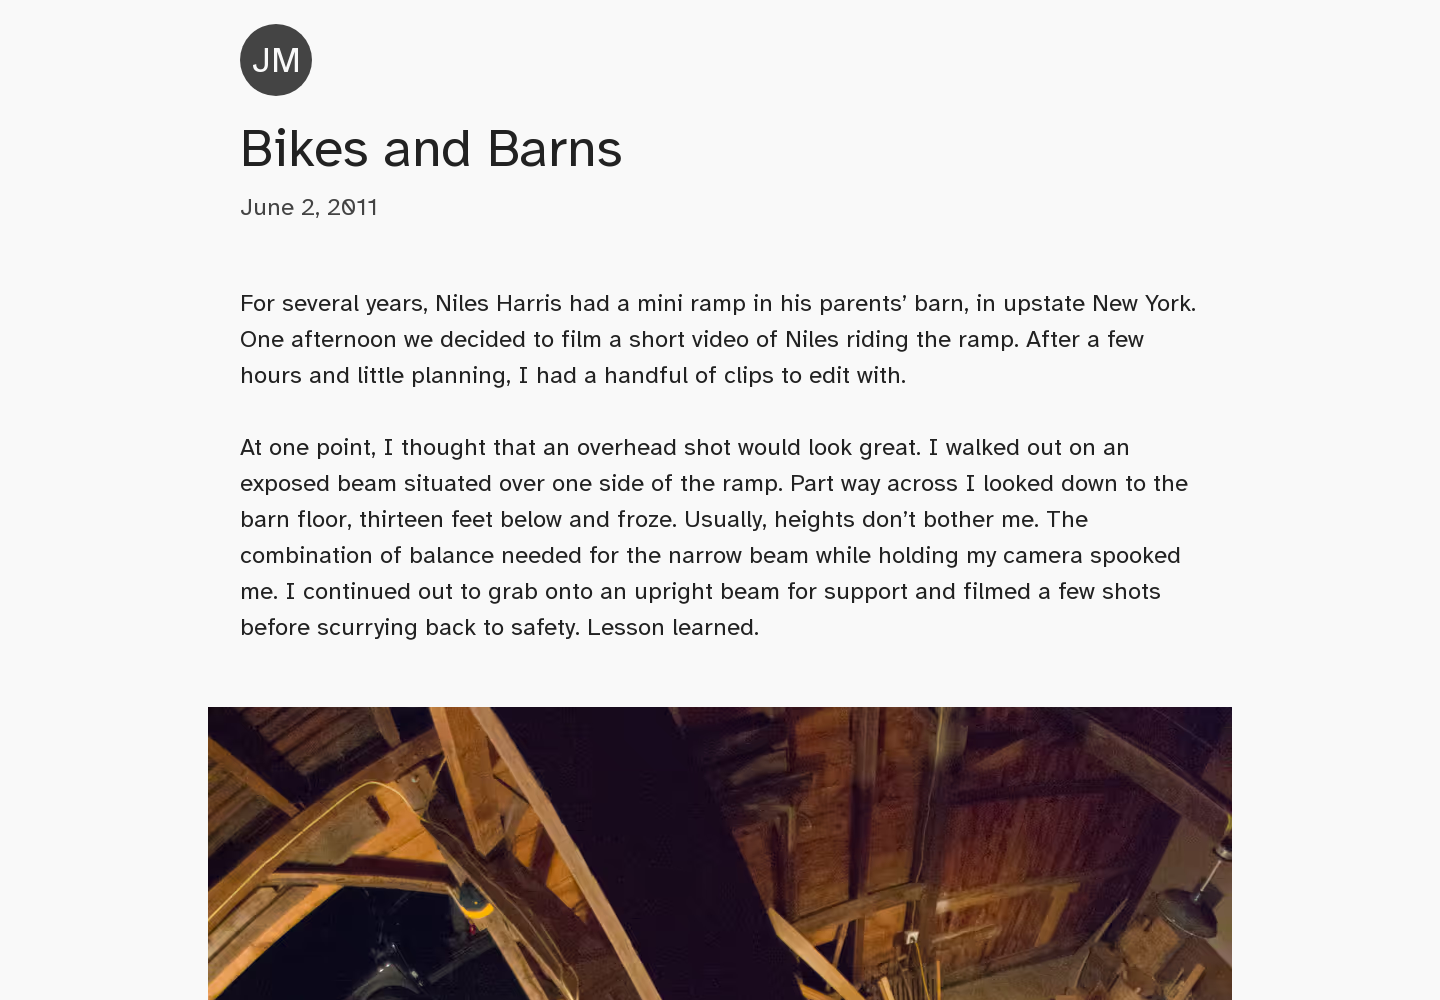 JM
Bikes and Barns
June 2, 2011
For several years, Niles Harris had a mini ramp in his parents’ barn, in upstate New York.
One afternoon we decided to film a short video of Niles riding the ramp. After a few
hours and little planning, I had a handful of clips to edit with.
At one point, I thought that an overhead shot would look great. I walked out on an
exposed beam situated over one side of the ramp. Part way across I looked down to the
barn floor, thirteen feet below and froze. Usually, heights don’t bother me. The
combination of balance needed for the narrow beam while holding my camera spooked
me. I continued out to grab onto an upright beam for support and filmed a few shots
before scurrying back to safety. Lesson learned.